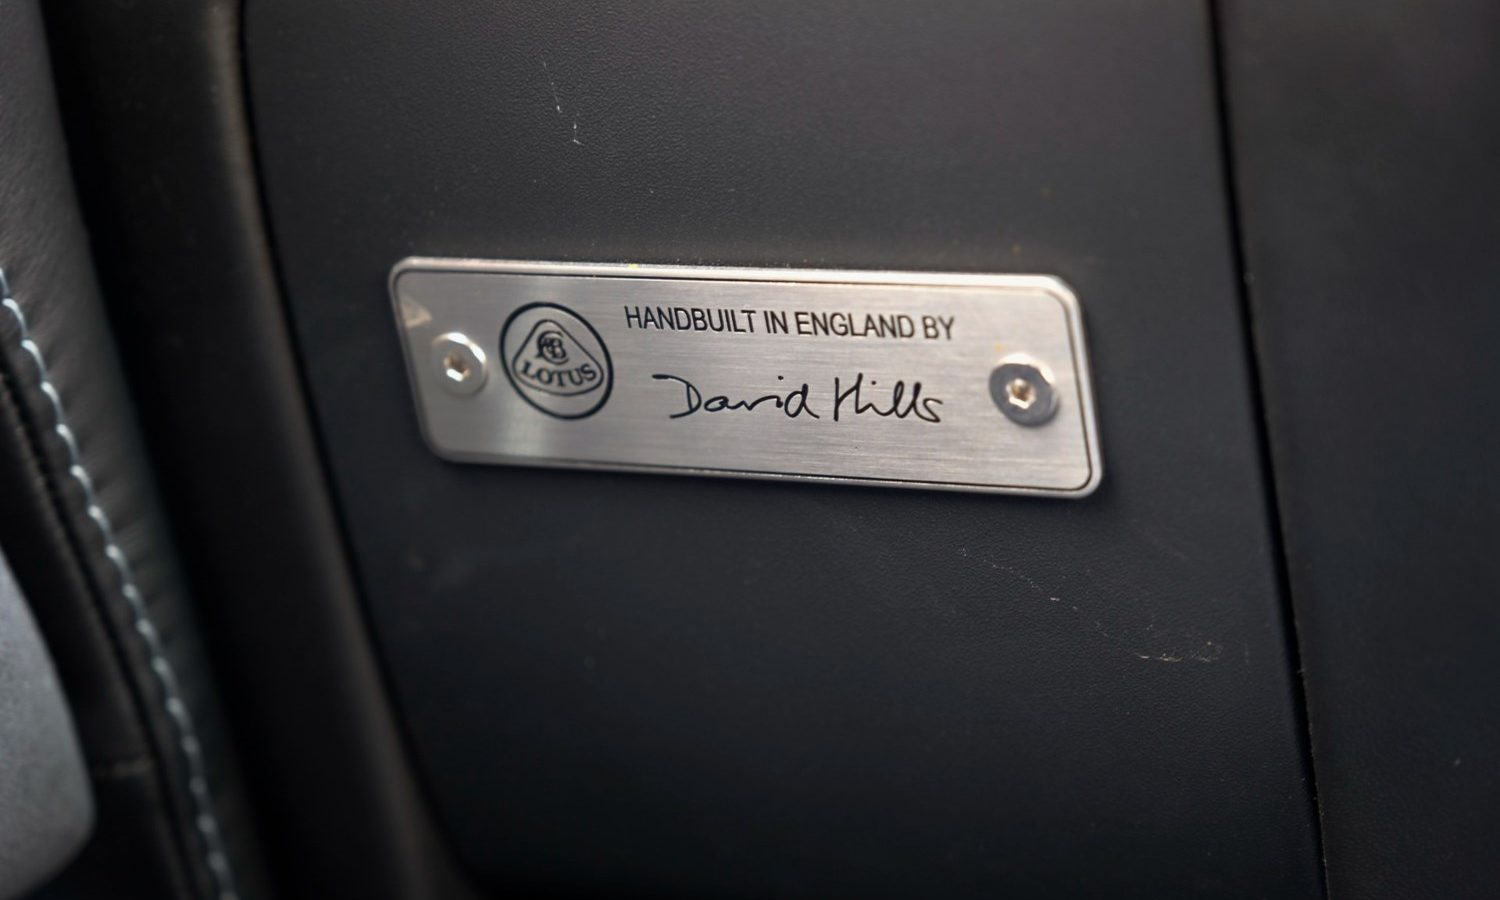 HANDBUILT IN ENGLAND BY
LOTUS
David Hills